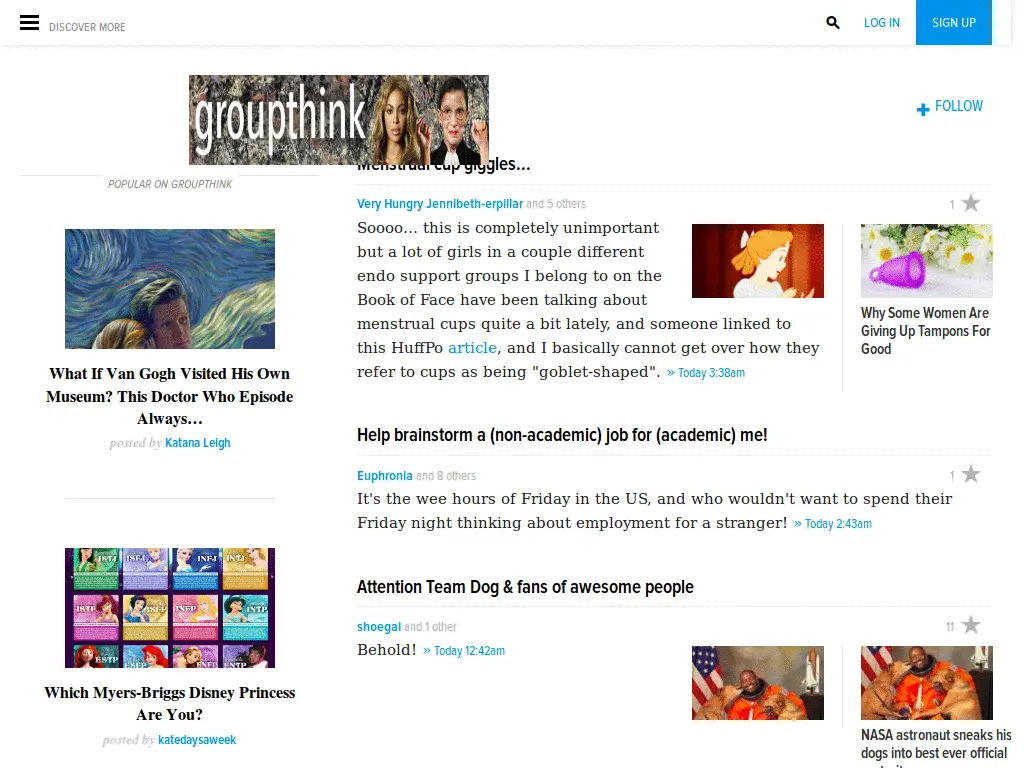 DISCOVER MORE
LOG IN
SIGN UP
groupthink
FOLLOW
POPULAR ON GROUPTHINK
What If Van Gogh Visited His Own
Museum? This Doctor Who Episode
Always...
posted by Katana Leigh
ISTJ
ISFJ
INFJ
INTJ
ISTP
ISFP
INFP
INTP
ESTP
ESFP
ENFP
ENTP
Which Myers-Briggs Disney Princess
Are You?
posted by katedaysaweek
Menstrual cup giggles...
Very Hungry Jennibeth-erpillar and 5 others
1
Soooo... this is completely unimportant
but a lot of girls in a couple different
endo support groups I belong to on the
Book of Face have been talking about
menstrual cups quite a bit lately, and someone linked to
this HuffPo article, and I basically cannot get over how they
refer to cups as being "goblet-shaped". » Today 3:38am
Why Some Women Are
Giving Up Tampons For
Good
Help brainstorm a (non-academic) job for (academic) me!
Euphronia and 8 others
1
It's the wee hours of Friday in the US, and who wouldn't want to spend their
Friday night thinking about employment for a stranger! » Today 2:43am
Attention Team Dog & fans of awesome people
shoegal and 1 other
11
Behold! » Today 12:42am
NASA astronaut sneaks his
dogs into best ever official